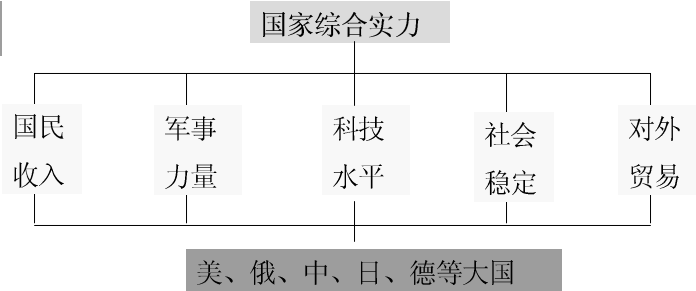 国家综合实力
国民
收入
军事
力量
科技
水平
社会
稳定
对外
贸易
美、俄、中、日、德等大国